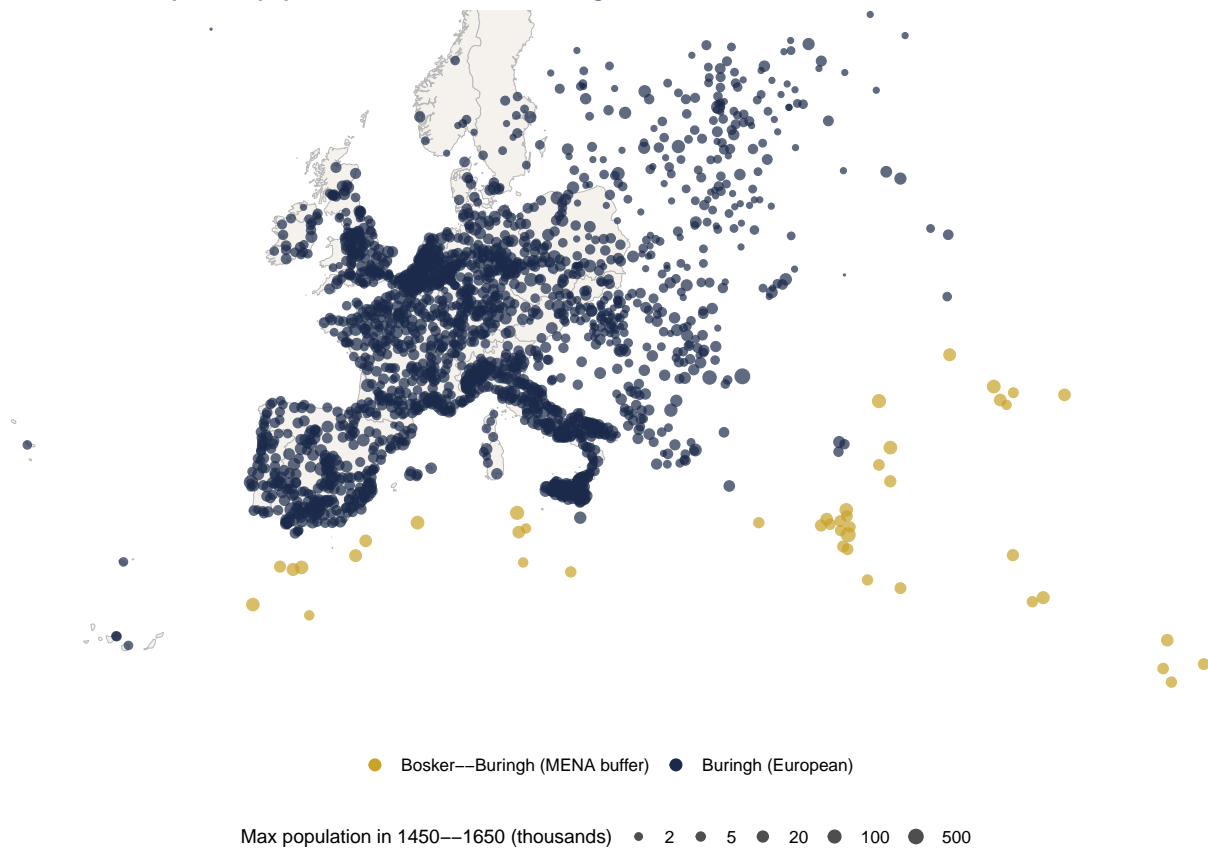 Bosker−−Buringh (MENA buffer) Buringh (European)
Max population in 1450−−1650 (thousands) 2 5 20 100 500